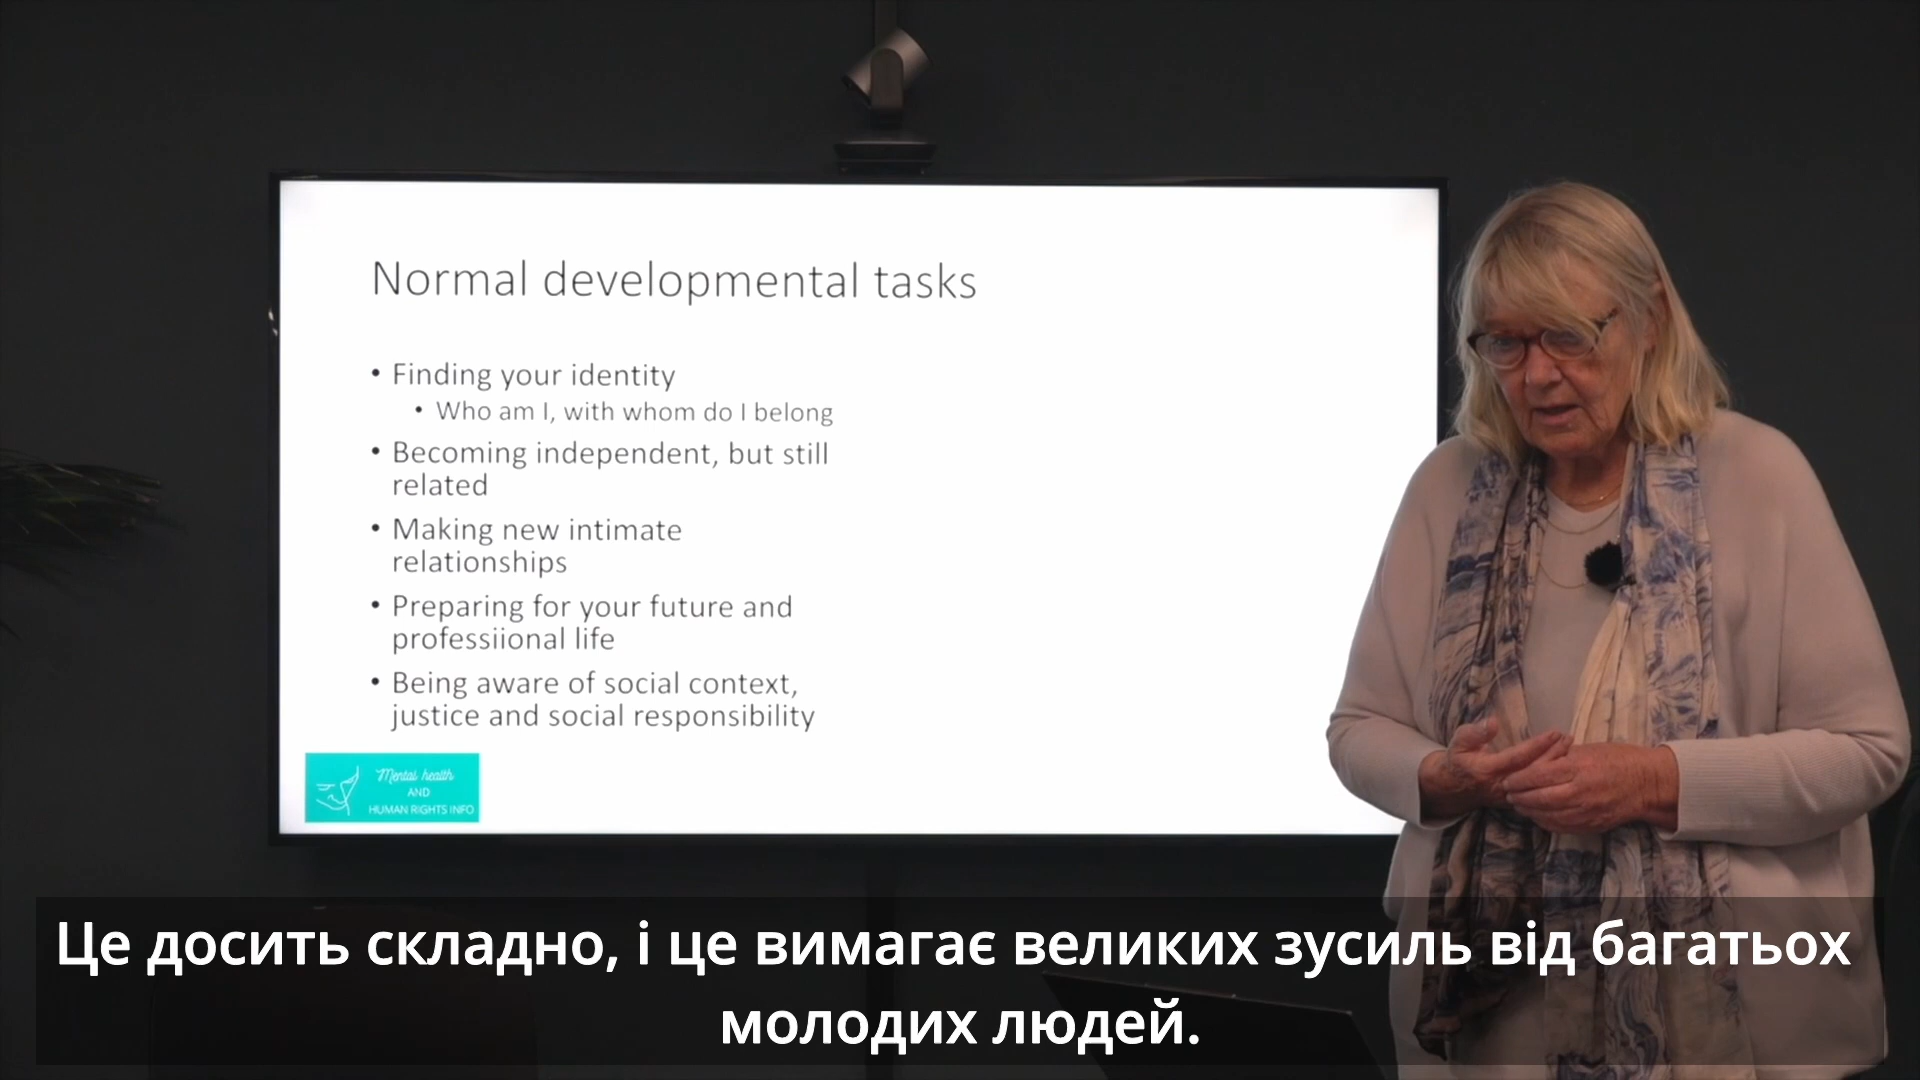 Normal developmental tasks
• Finding your identity
• Who am I, with whom do I belong
• Becoming independent, but still
related
• Making new intimate
relationships
• Preparing for your future and
professiional life
• Being aware of social context,
justice and social responsibility
Mental health
AND
HUMAN RIGHTS INFO
Це досить складно, і це вимагає великих зусиль від багатьох
молодих людей.